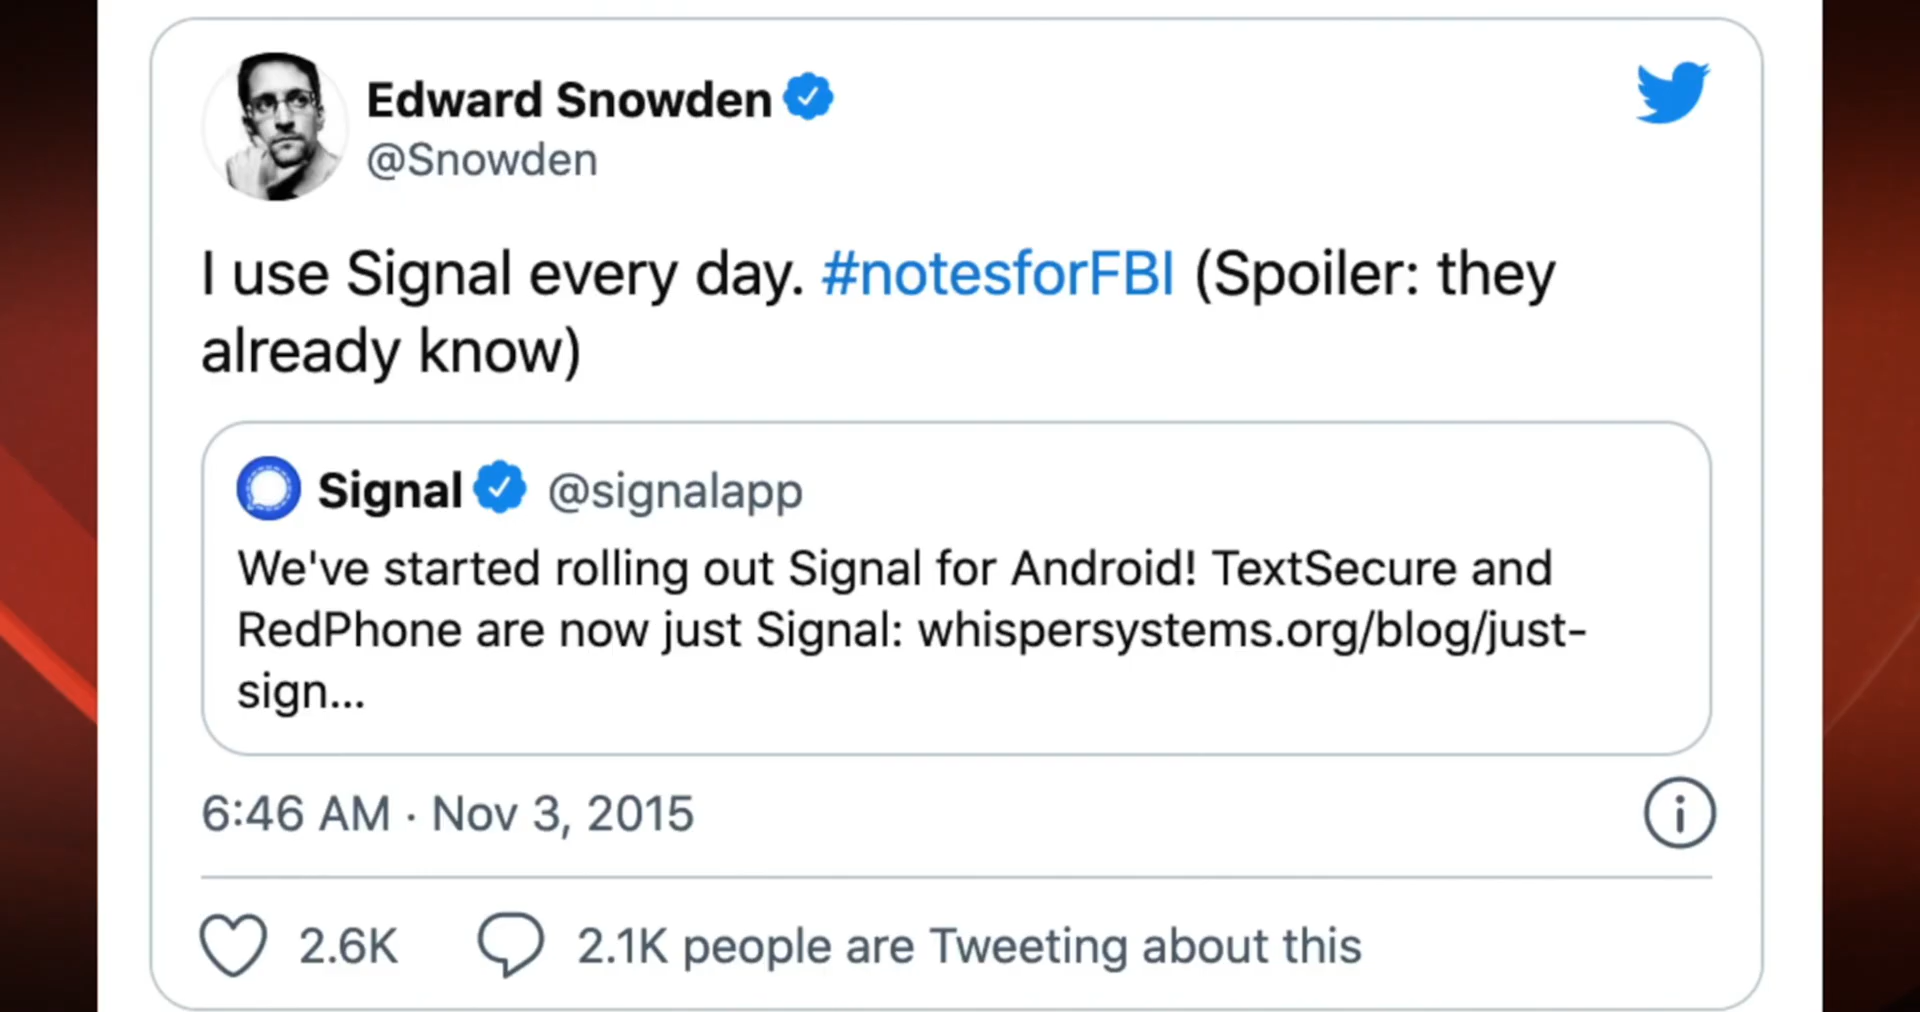 Edward Snowden
@Snowden
I use Signal every day. #notesforFBI (Spoiler: they
already know)
Signal @signalapp
We've started rolling out Signal for Android! TextSecure and
RedPhone are now just Signal: whispersystems.org/blog/just-
sign...
6:46 AM · Nov 3, 2015
2.6K 2.1K people are Tweeting about this